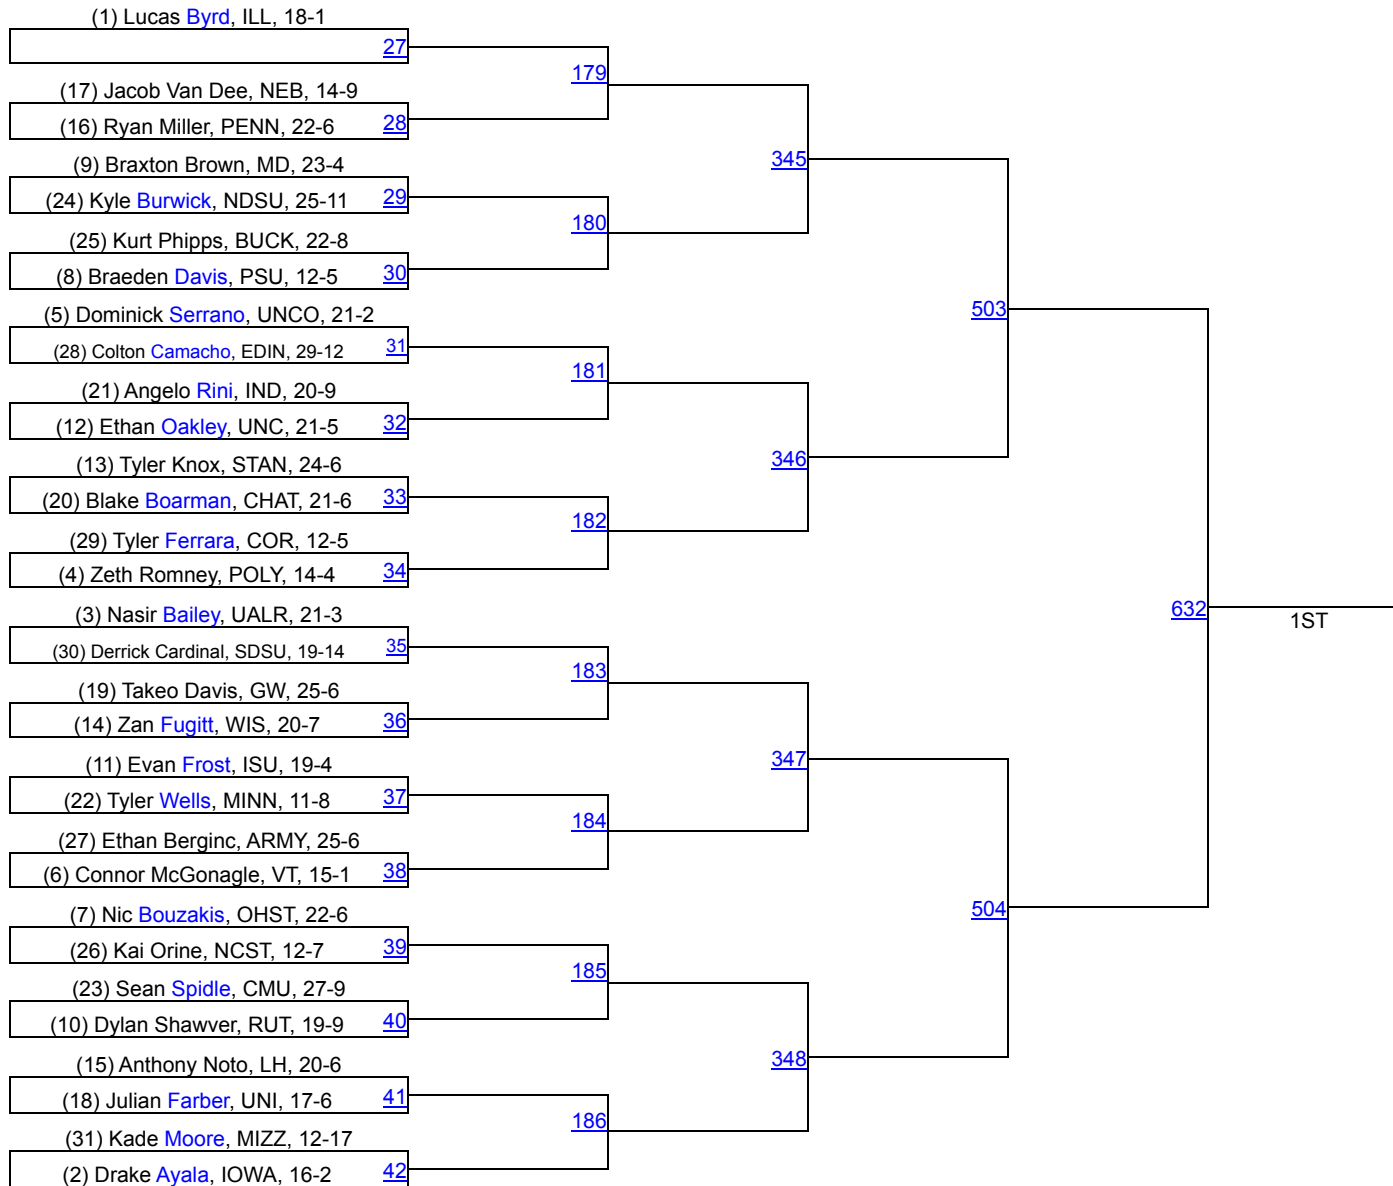 (1) Lucas Byrd, ILL, 18-1
27
179
(17) Jacob Van Dee, NEB, 14-9
(16) Ryan Miller, PENN, 22-6 28
345
(9) Braxton Brown, MD, 23-4
(24) Kyle Burwick, NDSU, 25-11 29
180
(25) Kurt Phipps, BUCK, 22-8
(8) Braeden Davis, PSU, 12-5 30
503
(5) Dominick Serrano, UNCO, 21-2
(28) Colton Camacho, EDIN, 29-12 31
181
(21) Angelo Rini, IND, 20-9
(12) Ethan Oakley, UNC, 21-5 32
346
(13) Tyler Knox, STAN, 24-6
(20) Blake Boarman, CHAT, 21-6 33
182
(29) Tyler Ferrara, COR, 12-5
(4) Zeth Romney, POLY, 14-4 34
632
1ST
(3) Nasir Bailey, UALR, 21-3
(30) Derrick Cardinal, SDSU, 19-14 35
183
(19) Takeo Davis, GW, 25-6
(14) Zan Fugitt, WIS, 20-7 36
347
(11) Evan Frost, ISU, 19-4
(22) Tyler Wells, MINN, 11-8 37
184
(27) Ethan Berginc, ARMY, 25-6
(6) Connor McGonagle, VT, 15-1 38
504
(7) Nic Bouzakis, OHST, 22-6
(26) Kai Orine, NCST, 12-7 39
185
(23) Sean Spidle, CMU, 27-9
(10) Dylan Shawver, RUT, 19-9 40
348
(15) Anthony Noto, LH, 20-6
(18) Julian Farber, UNI, 17-6 41
186
(31) Kade Moore, MIZZ, 12-17
(2) Drake Ayala, IOWA, 16-2 42